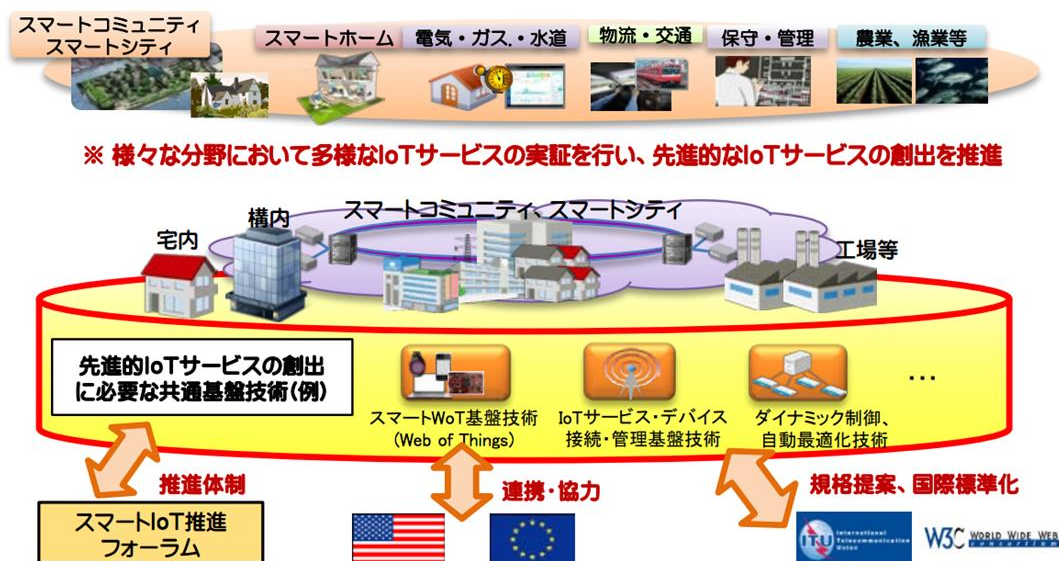 スマートコミュニティ
スマートシティ
スマートホーム
電気・ガス.・水道
物流・交通
保守・管理
農業、漁業等
※ 様々な分野において多様なIoTサービスの実証を行い、先進的なIoTサービスの創出を推進
スマートコミュニティ、スマートシティ
構内
宅内
工場等
先進的IoTサービスの創出
に必要な共通基盤技術(例)
スマートWoT基盤技術
(Web of Things)
IoTサービス・デバイス
接続・管理基盤技術
ダイナミック制御、
自動最適化技術
…
推進体制
連携・協力
規格提案、国際標準化
スマートIoT推進
フォーラム
ITU
International
Telecommunication
Union
W3C WORLD WIDE WEB
consortium